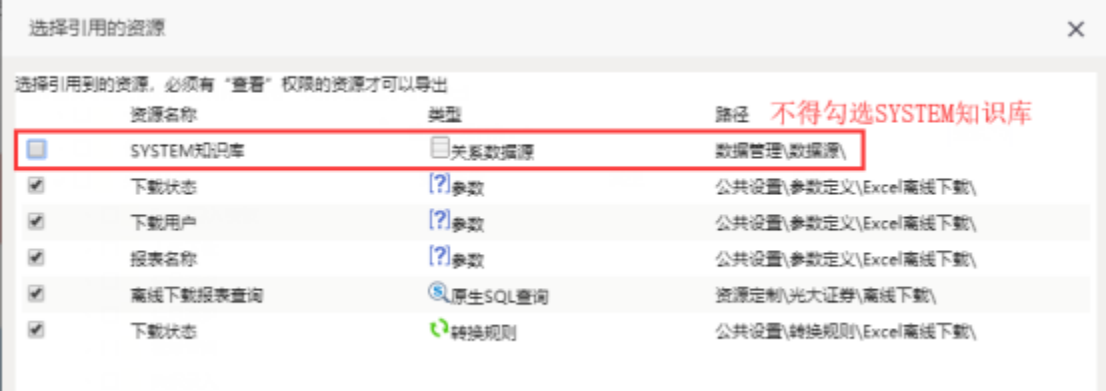 选择引用的资源
选择引用到的资源，必须有“查看”权限的资源才可以导出
资源名称 类型 路径 不得勾选SYSTEM知识库
SYSTEM知识库 关系数据源 数据管理\数据源\
下载状态 [?]参数 公共设置\参数定义\Excel离线下载\
下载用户 [?]参数 公共设置\参数定义\Excel离线下载\
报表名称 [?]参数 公共设置\参数定义\Excel离线下载\
离线下载报表查询 原生SQL查询 资源定制\光大证券\离线下载\
下载状态 转换规则 公共设置\转换规则\Excel离线下载\